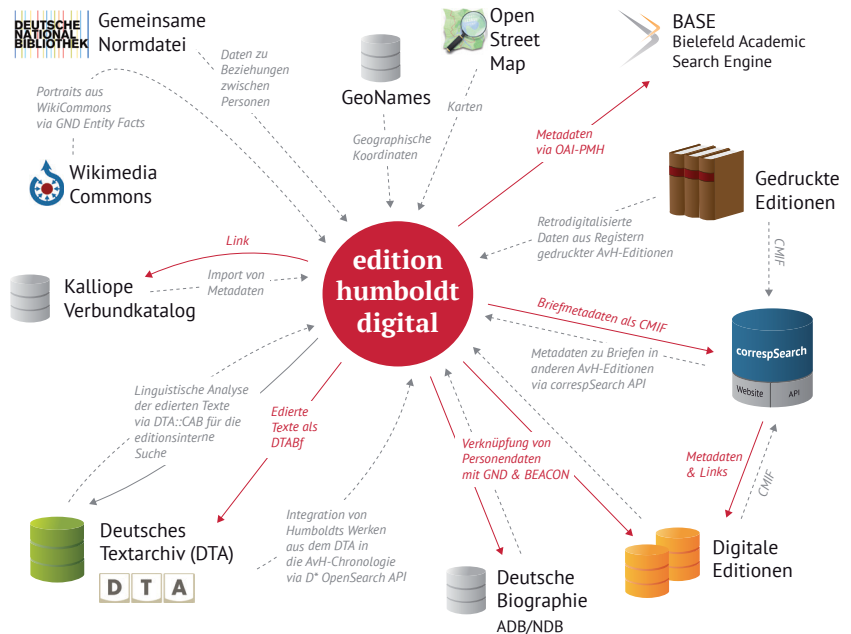 DEUTSCHE
NATIONAL
BIBLIOTHEK
Gemeinsame
Normdatei
Daten zu
Beziehungen
zwischen
Personen
Portraits aus
WikiCommons
via GND Entity Facts
Wikimedia
Commons
GeoNames
Geographische
Koordinaten
Open
Street
Map
Karten
BASE
Bielefeld Academic
Search Engine
Metadaten
via OAI-PMH
Gedruckte
Editionen
Retrodigitalisierte
Daten aus Registern
gedruckter AvH-Editionen
CMIF
Link
Kalliope
Verbundkatalog
Import von
Metadaten
edition
humboldt
digital
Briefmetadaten als CMIF
Metadaten zu Briefen in
anderen AvH-Editionen
via correspSearch API
correspSearch
Website
API
Linguistische Analyse
der edierten Texte
via DTA::CAB für die
editionsinterne
Suche
Edierte
Texte als
DTABf
Verknüpfung von
Personendaten
mit GND & BEACON
Metadaten
& Links
CMIF
Integration von
Humboldts Werken
aus dem DTA in
die AvH-Chronologie
via D* OpenSearch API
Deutsches
Textarchiv (DTA)
D T A
Deutsche
Biographie
ADB/NDB
Digitale
Editionen